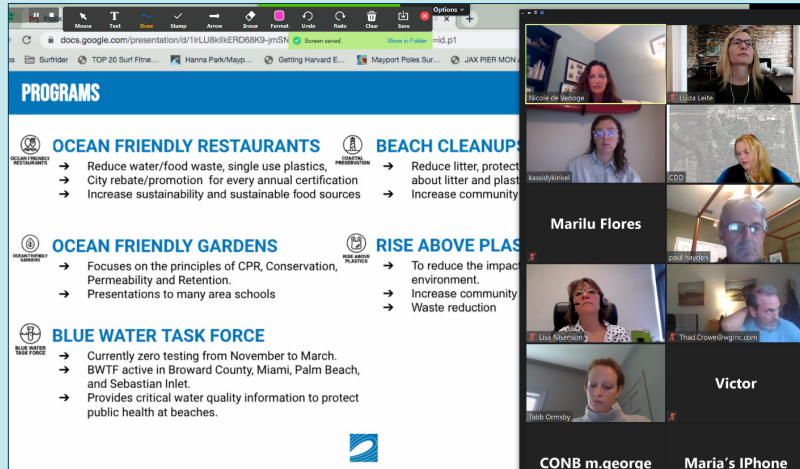 Options
Mouse
Text
Draw
Stamp
Arrow
Eraser
Format
Undo
Redo
Clear
Save
docs.google.com/presentation/d/1lrLU8kIlkERD68K9-jmSN
=id.p1
Screen saved.
Show in Folder
Surfrider
TOP 20 Surf Fitne...
Hanna Park/Mayp...
Getting Harvard E...
Mayport Poles Sur...
JAX PIER MON
PROGRAMS
OCEAN FRIENDLY RESTAURANTS
OCEAN FRIENDLY
RESTAURANTS
→ Reduce water/food waste, single use plastics,
→ City rebate/promotion for every annual certification
→ Increase sustainability and sustainable food sources
BEACH CLEANUPS
COASTAL
PRESERVATION
→ Reduce litter, protect
about litter and plast
→ Increase community
OCEAN FRIENDLY GARDENS
OCEAN FRIENDLY
GARDENS
→ Focuses on the principles of CPR, Conservation,
Permeability and Retention.
→ Presentations to many area schools
RISE ABOVE PLAS
RISE ABOVE
PLASTICS
→ To reduce the impact
environment.
→ Increase community
→ Waste reduction
BLUE WATER TASK FORCE
BLUE WATER
TASK FORCE
→ Currently zero testing from November to March.
→ BWTF active in Broward County, Miami, Palm Beach,
and Sebastian Inlet.
→ Provides critical water quality information to protect
public health at beaches.
Nicole de Venoge
Luiza Leite
kassidykinkel
CDD
Marilu Flores
paul hayden
Lisa Nisenson
Thad.Crowe@wginc.com
Tabb Ormsby
Victor
CONB m.george
Maria's IPhone